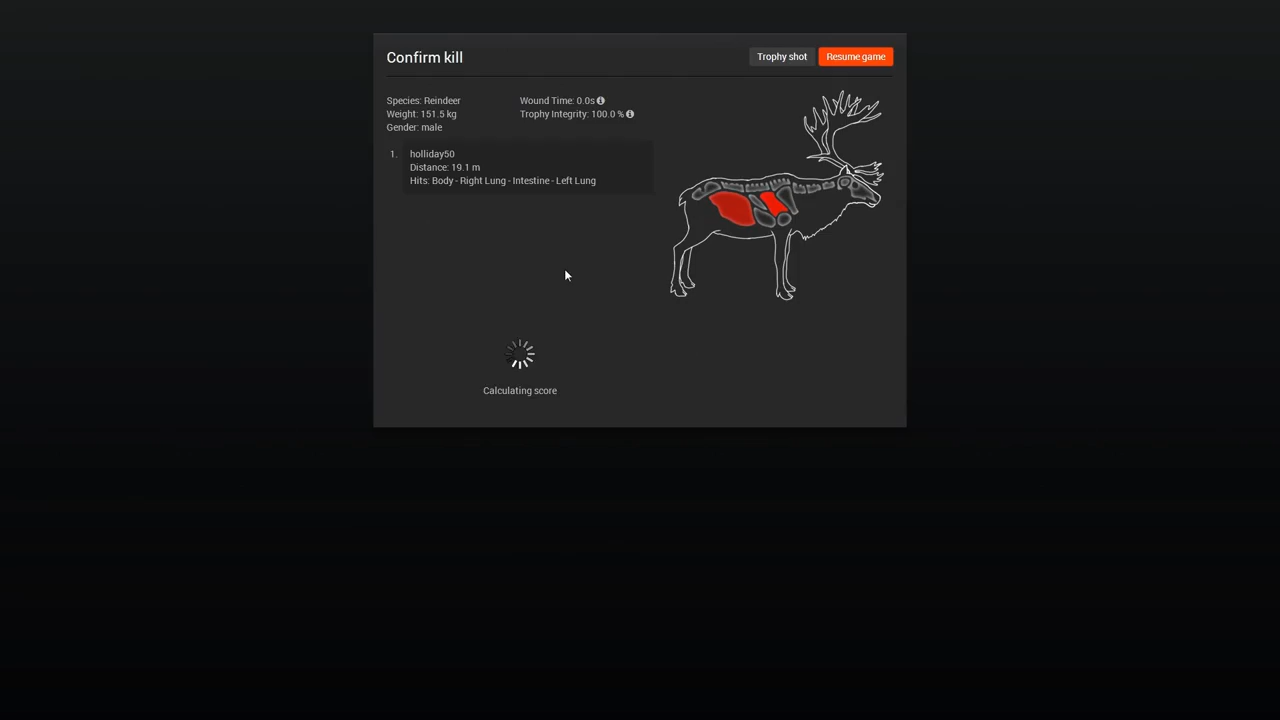 Confirm kill
Trophy shot
Resume game
Species: Reindeer
Weight: 151.5 kg
Gender: male
Wound Time: 0.0s
Trophy Integrity: 100.0 %
1.
holliday50
Distance: 19.1 m
Hits: Body - Right Lung - Intestine - Left Lung
Calculating score